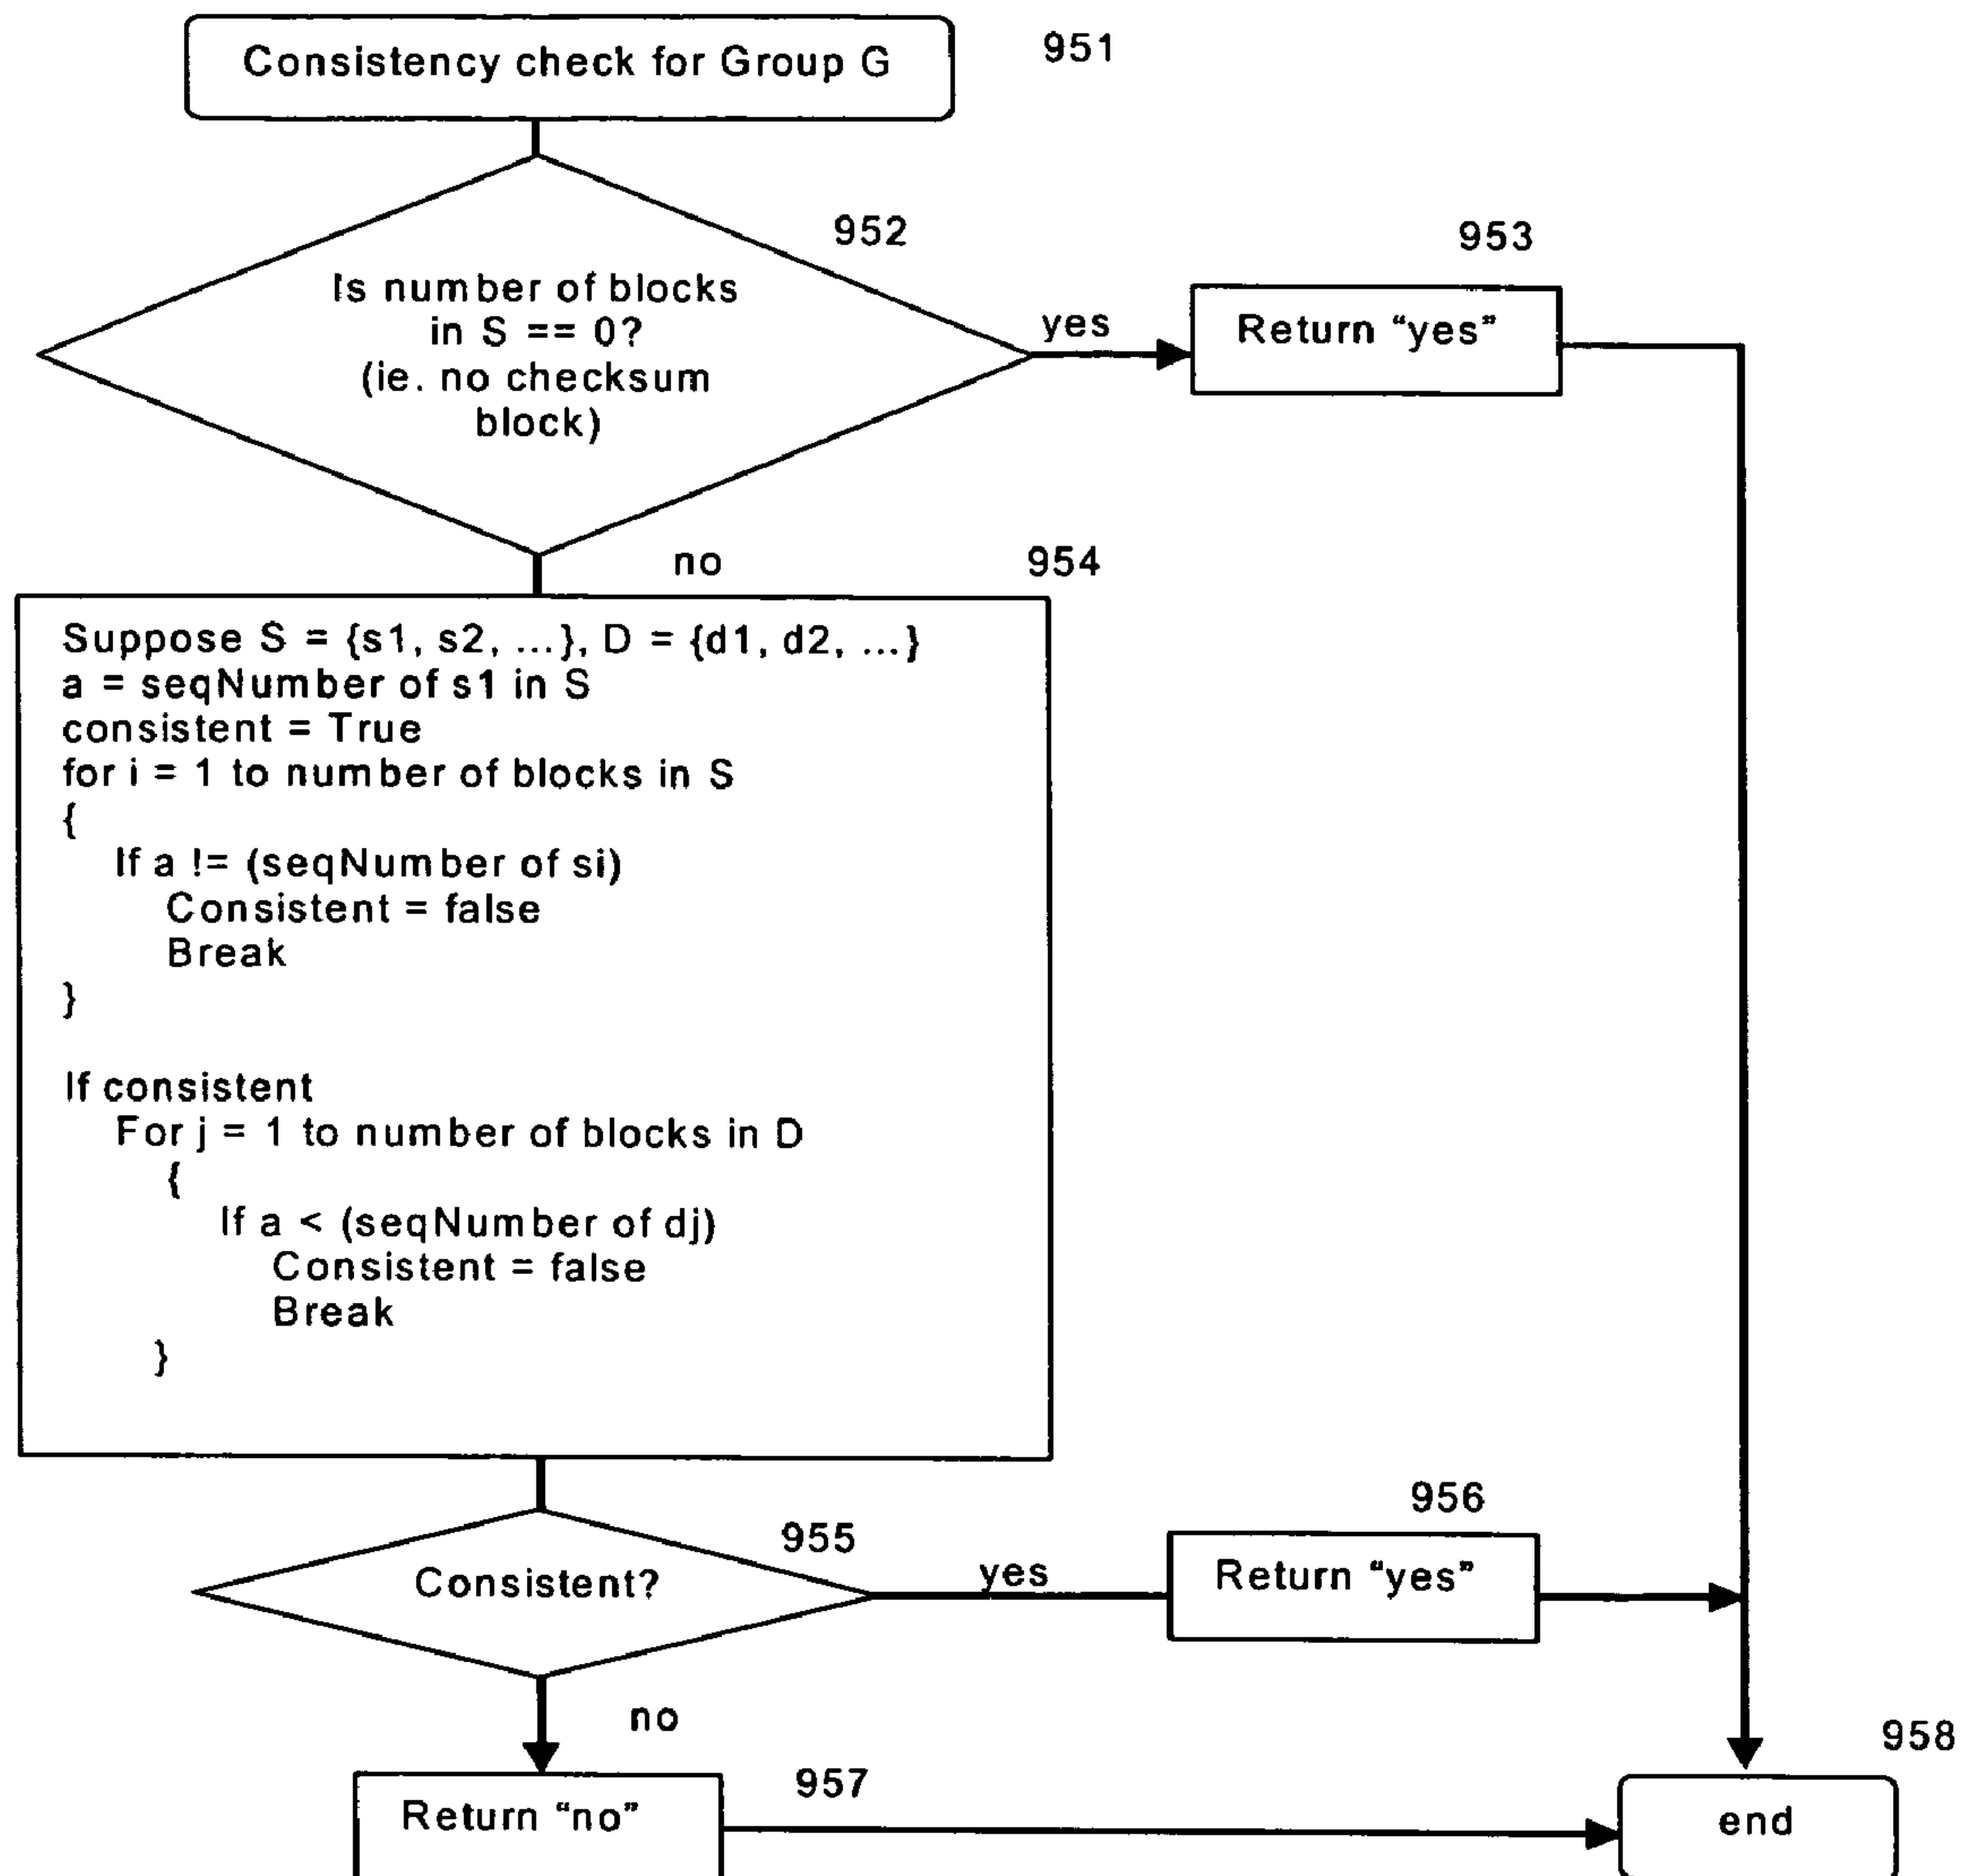 Consistency check for Group G
951
952
Is number of blocks
in S == 0?
(ie. no checksum
block)
yes
953
Return “yes”
no
954
Suppose S = {s1, s2, ...}, D = {d1, d2, ...}
a = seqNumber of s1 in S
consistent = True
for i = 1 to number of blocks in S
{
If a != (seqNumber of si)
Consistent = false
Break
}
If consistent
For j = 1 to number of blocks in D
{
If a < (seqNumber of dj)
Consistent = false
Break
}
955
Consistent?
yes
956
Return “yes”
no
957
Return “no”
958
end